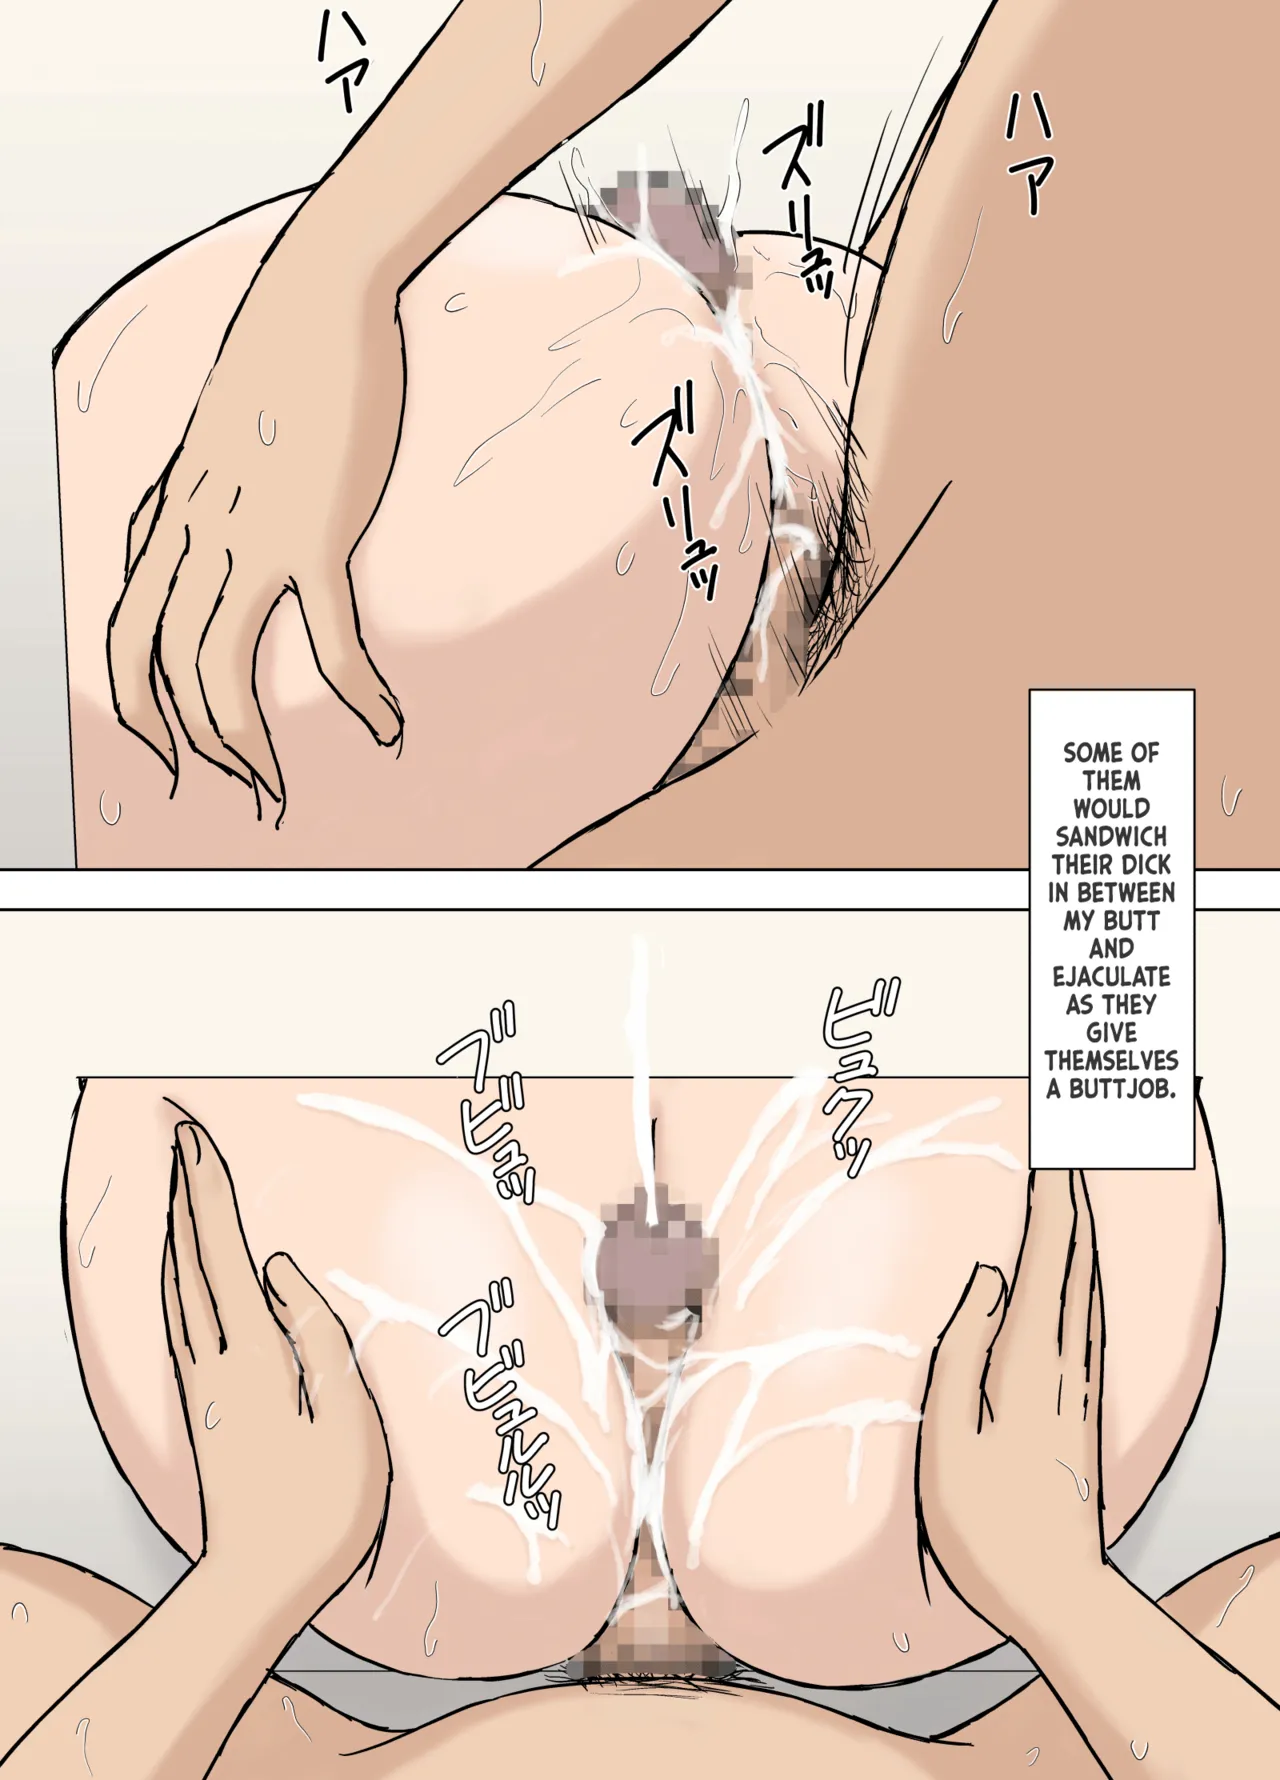 ハァ
ハァ
ズリュッ
ズリュッ
SOME OF
THEM
WOULD
SANDWICH
THEIR DICK
IN BETWEEN
MY BUTT
AND
EJACULATE
AS THEY
GIVE
THEMSELVES
A BUTTJOB.
ビュクッ
ブビュッ
ブビュルルッ